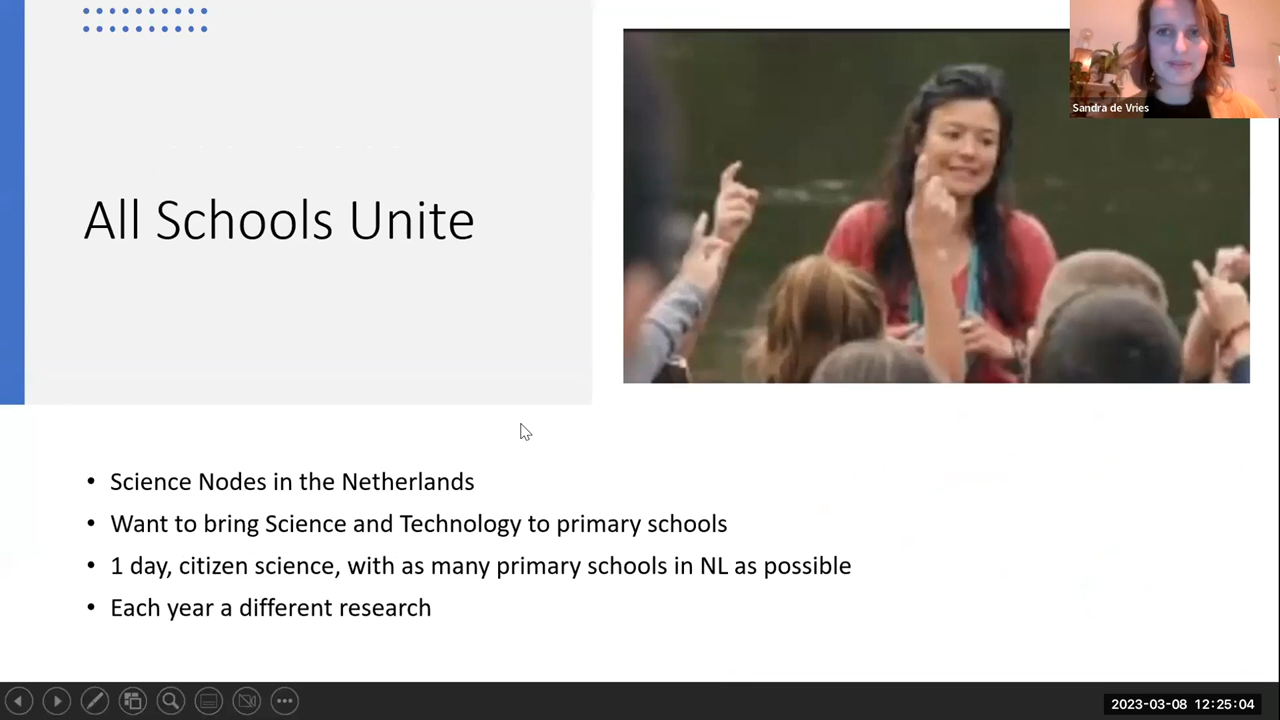 Sandra de Vries
All Schools Unite
• Science Nodes in the Netherlands
• Want to bring Science and Technology to primary schools
• 1 day, citizen science, with as many primary schools in NL as possible
• Each year a different research
2023-03-08 12:25:04